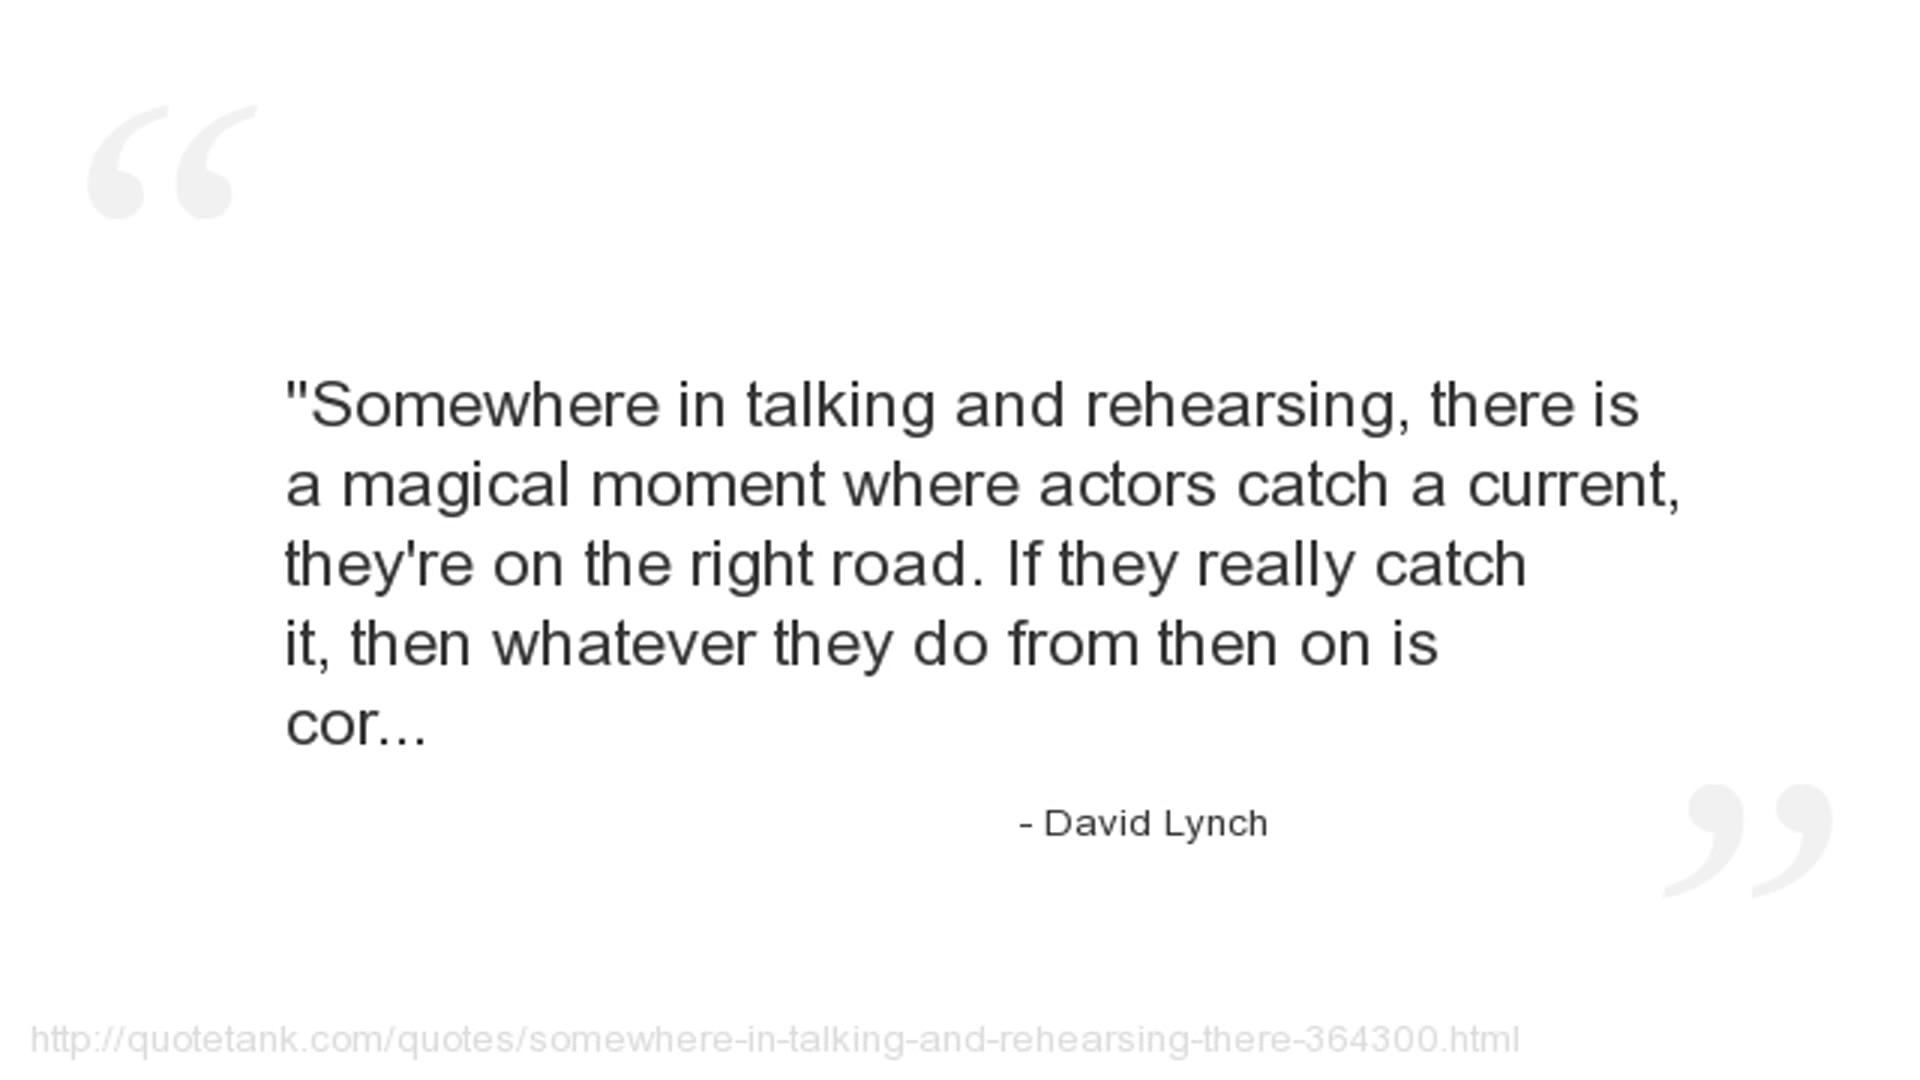 "Somewhere in talking and rehearsing, there is
a magical moment where actors catch a current,
they're on the right road. If they really catch
it, then whatever they do from then on is
cor...
- David Lynch
http://quotetank.com/quotes/somewhere-in-talking-and-rehearsing-there-364300.html